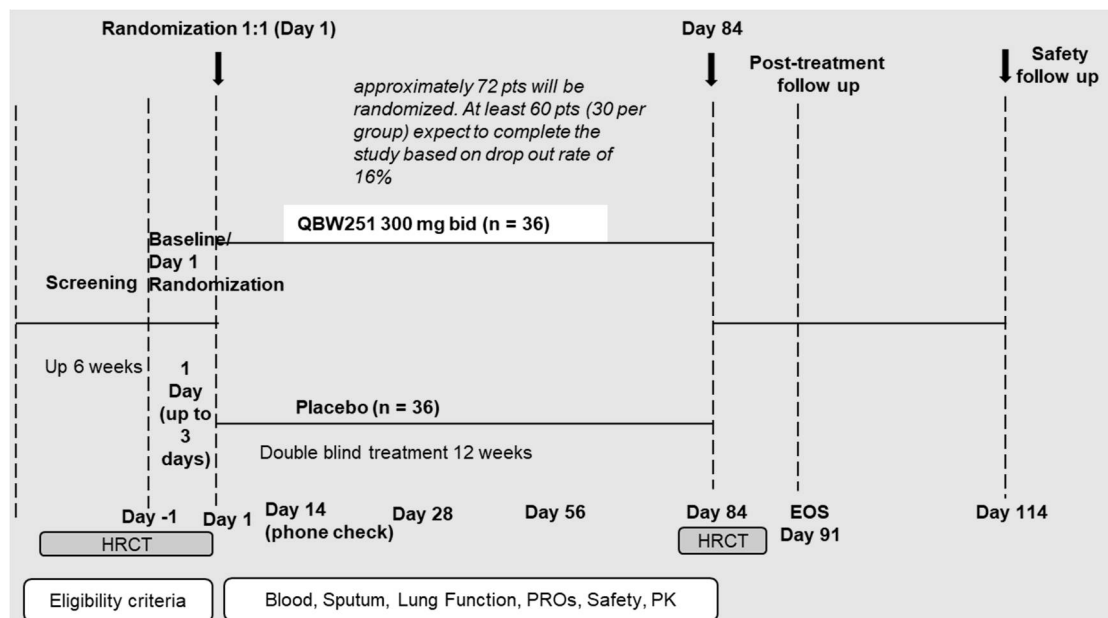 Randomization 1:1 (Day 1)
Day 84
Safety
follow up
Post-treatment
follow up
approximately 72 pts will be
randomized. At least 60 pts (30 per
group) expect to complete the
study based on drop out rate of
16%
QBW251 300 mg bid (n = 36)
Baseline/
Day 1
Randomization
Screening
Up 6 weeks
1
Day
(up to
3
days)
Placebo (n = 36)
Double blind treatment 12 weeks
Day -1
Day 1
Day 14
(phone check)
Day 28
Day 56
Day 84
EOS
Day 91
Day 114
HRCT
HRCT
Eligibility criteria
Blood, Sputum, Lung Function, PROs, Safety, PK